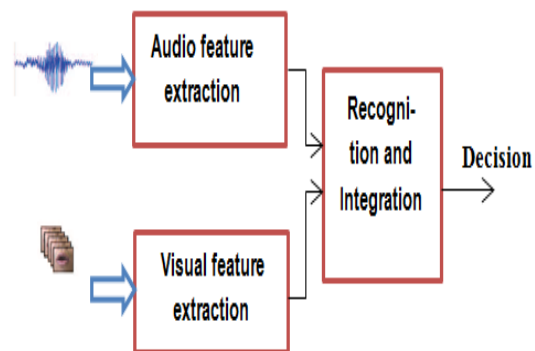 Audio feature
extraction
Recogni-
tion and
Integration
Decision
Visual feature
extraction